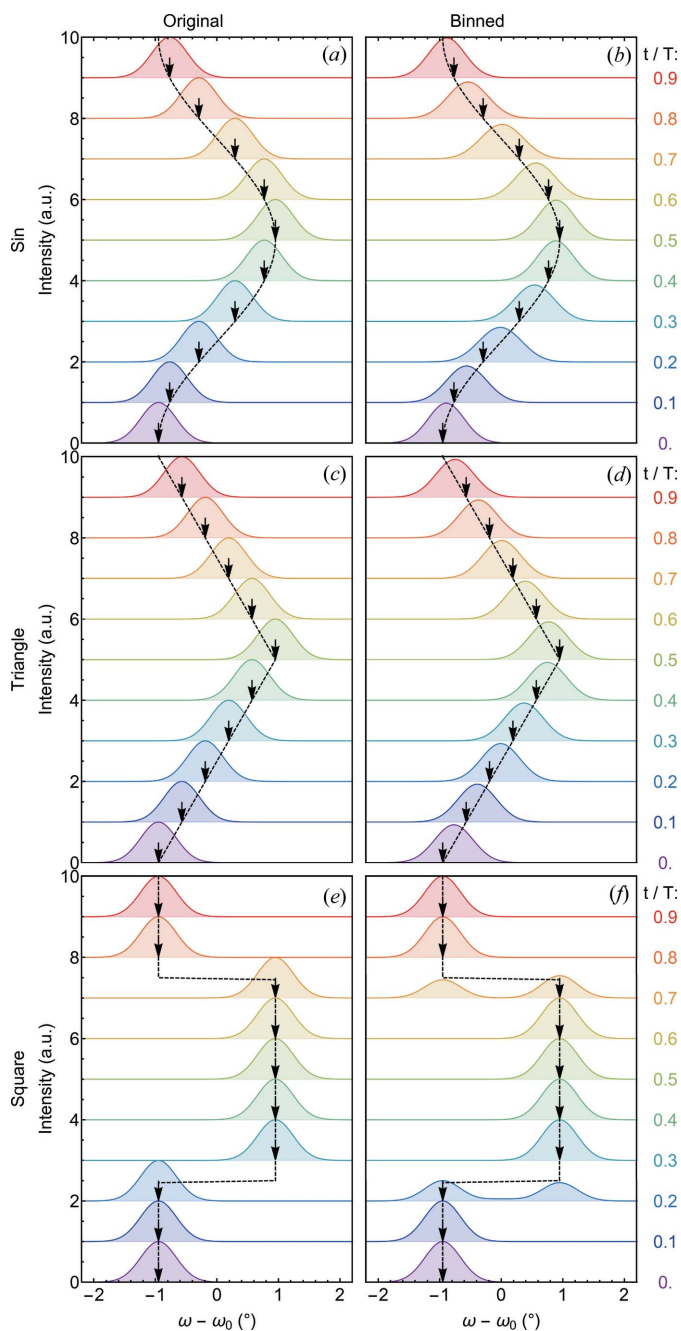 Original Binned
10 (a) (b) t / T:
0.9
8 0.8
0.7
6 0.6
Sin
Intensity (a.u.)
0.5
4 0.4
0.3
2 0.2
0.1
0 0.
10 (c) (d) t / T:
0.9
8 0.8
0.7
6 0.6
Triangle
Intensity (a.u.)
0.5
4 0.4
0.3
2 0.2
0.1
0 0.
10 (e) (f) t / T:
0.9
8 0.8
0.7
6 0.6
Square
Intensity (a.u.)
0.5
4 0.4
0.3
2 0.2
0.1
0 0.
−2 −1 0 1 2 −2 −1 0 1 2
ω − ω0 (°) ω − ω0 (°)